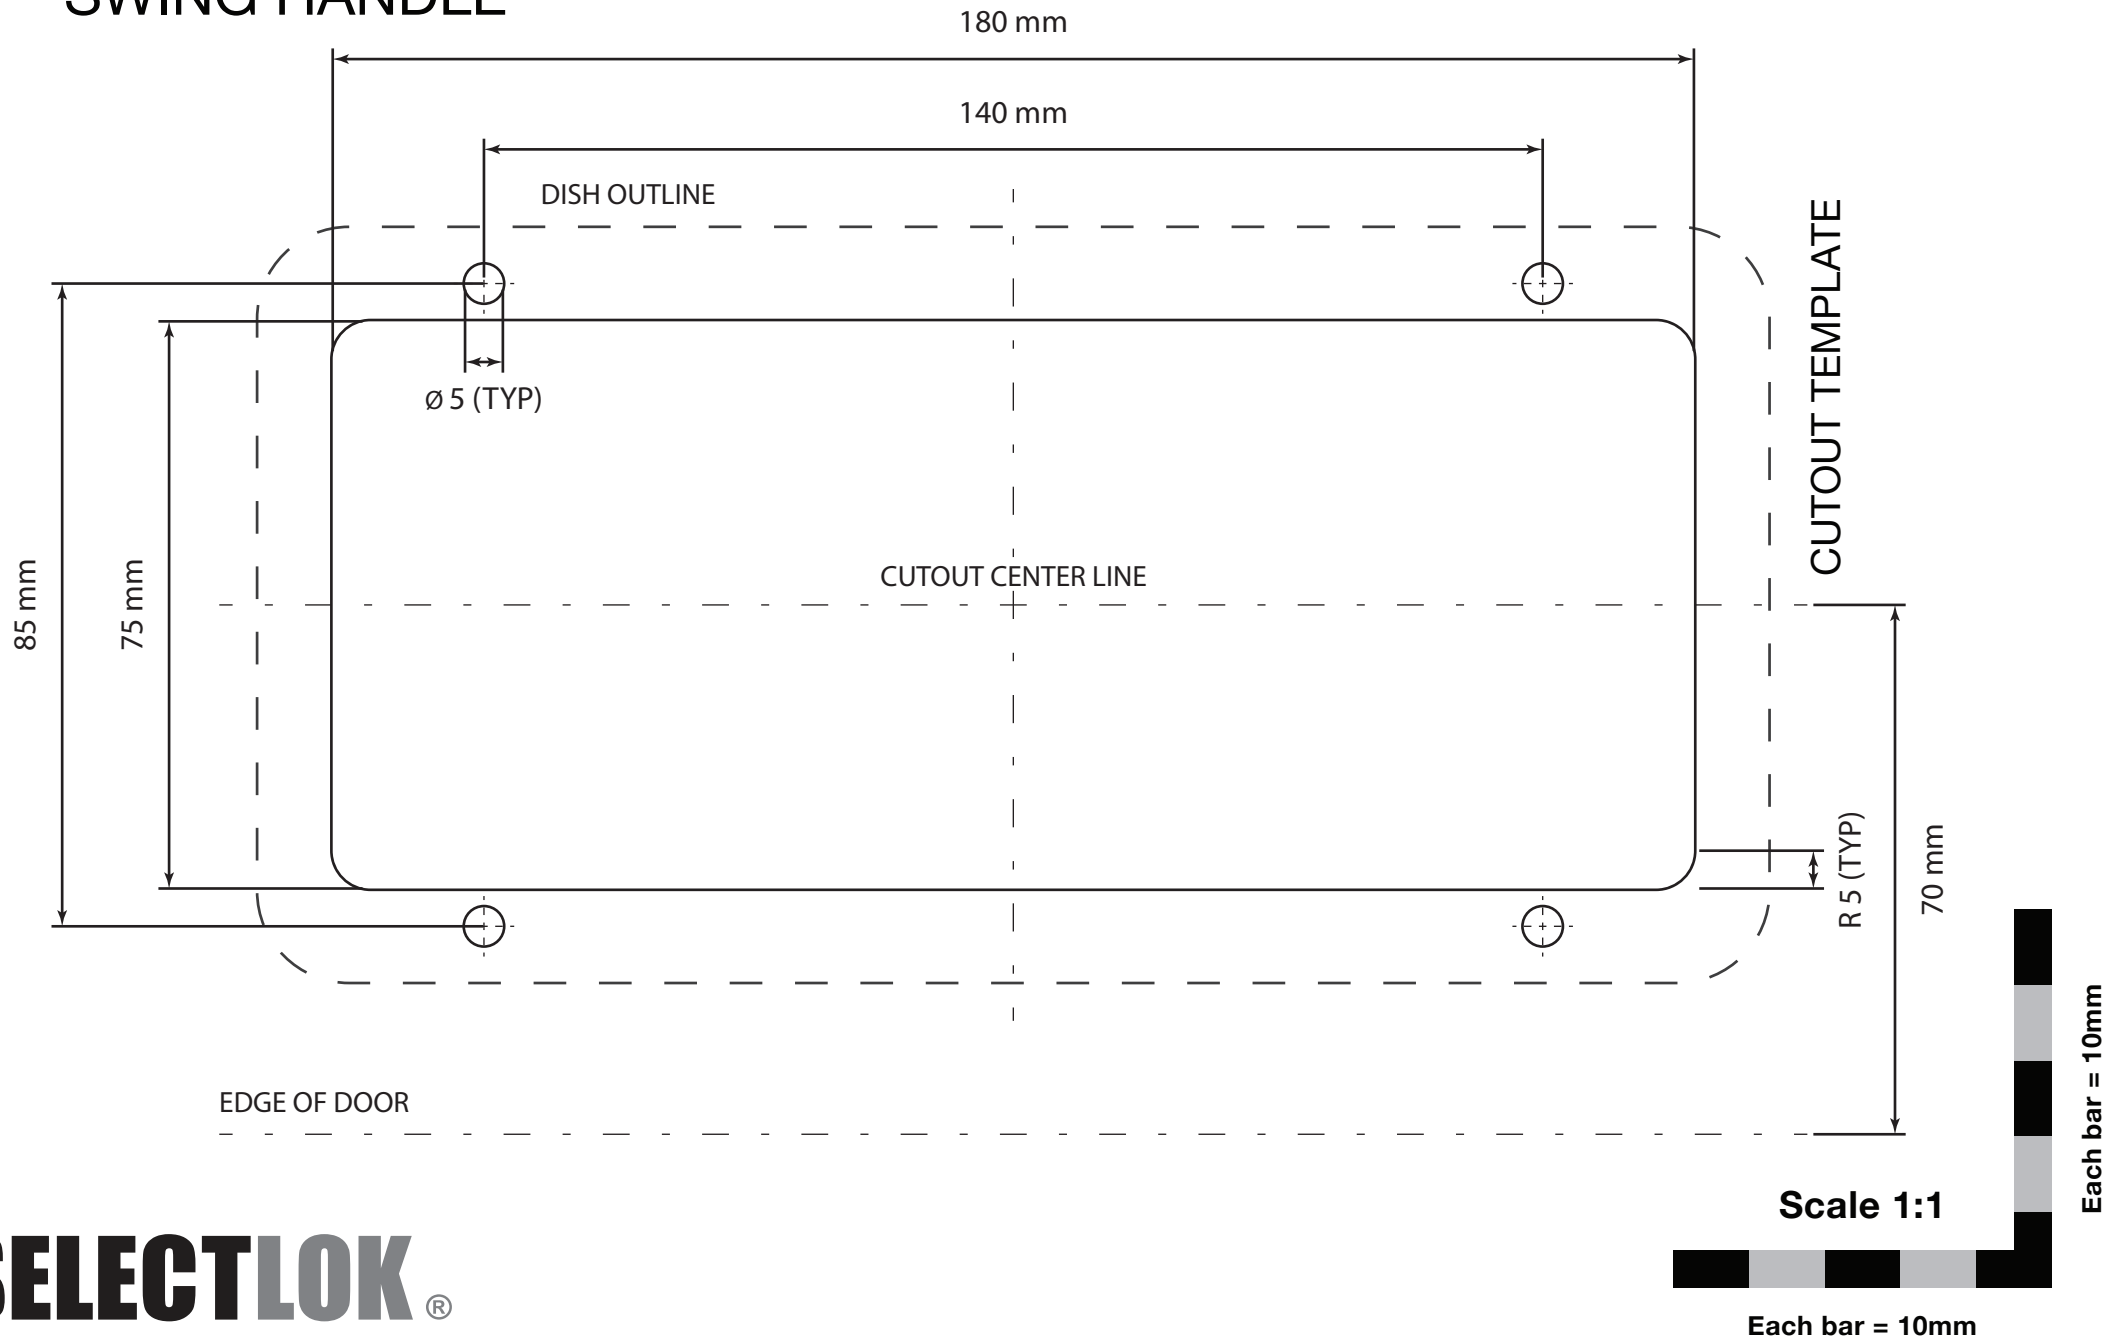 SWING HANDLE
180 mm
140 mm
DISH OUTLINE
CUTOUT TEMPLATE
Ø 5 (TYP)
85 mm
75 mm
CUTOUT CENTER LINE
R 5 (TYP)
70 mm
EDGE OF DOOR
Each bar = 10mm
Scale 1:1
SELECTLOK ®
Each bar = 10mm